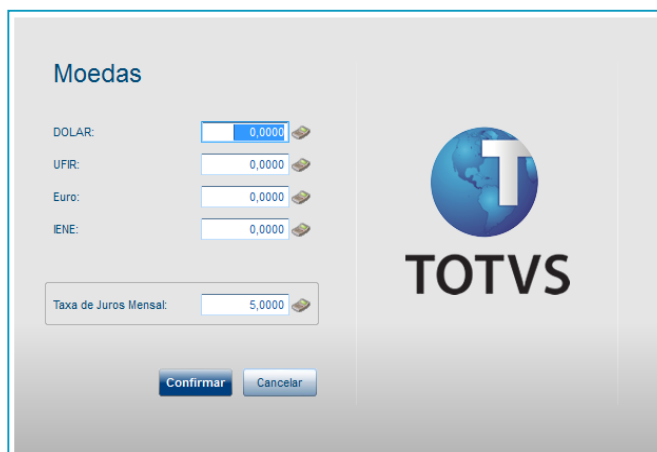 Moedas
DOLAR: 0,0000
UFIR: 0,0000
Euro: 0,0000
IENE: 0,0000
Taxa de Juros Mensal: 5,0000
Confirmar Cancelar
T
TOTVS